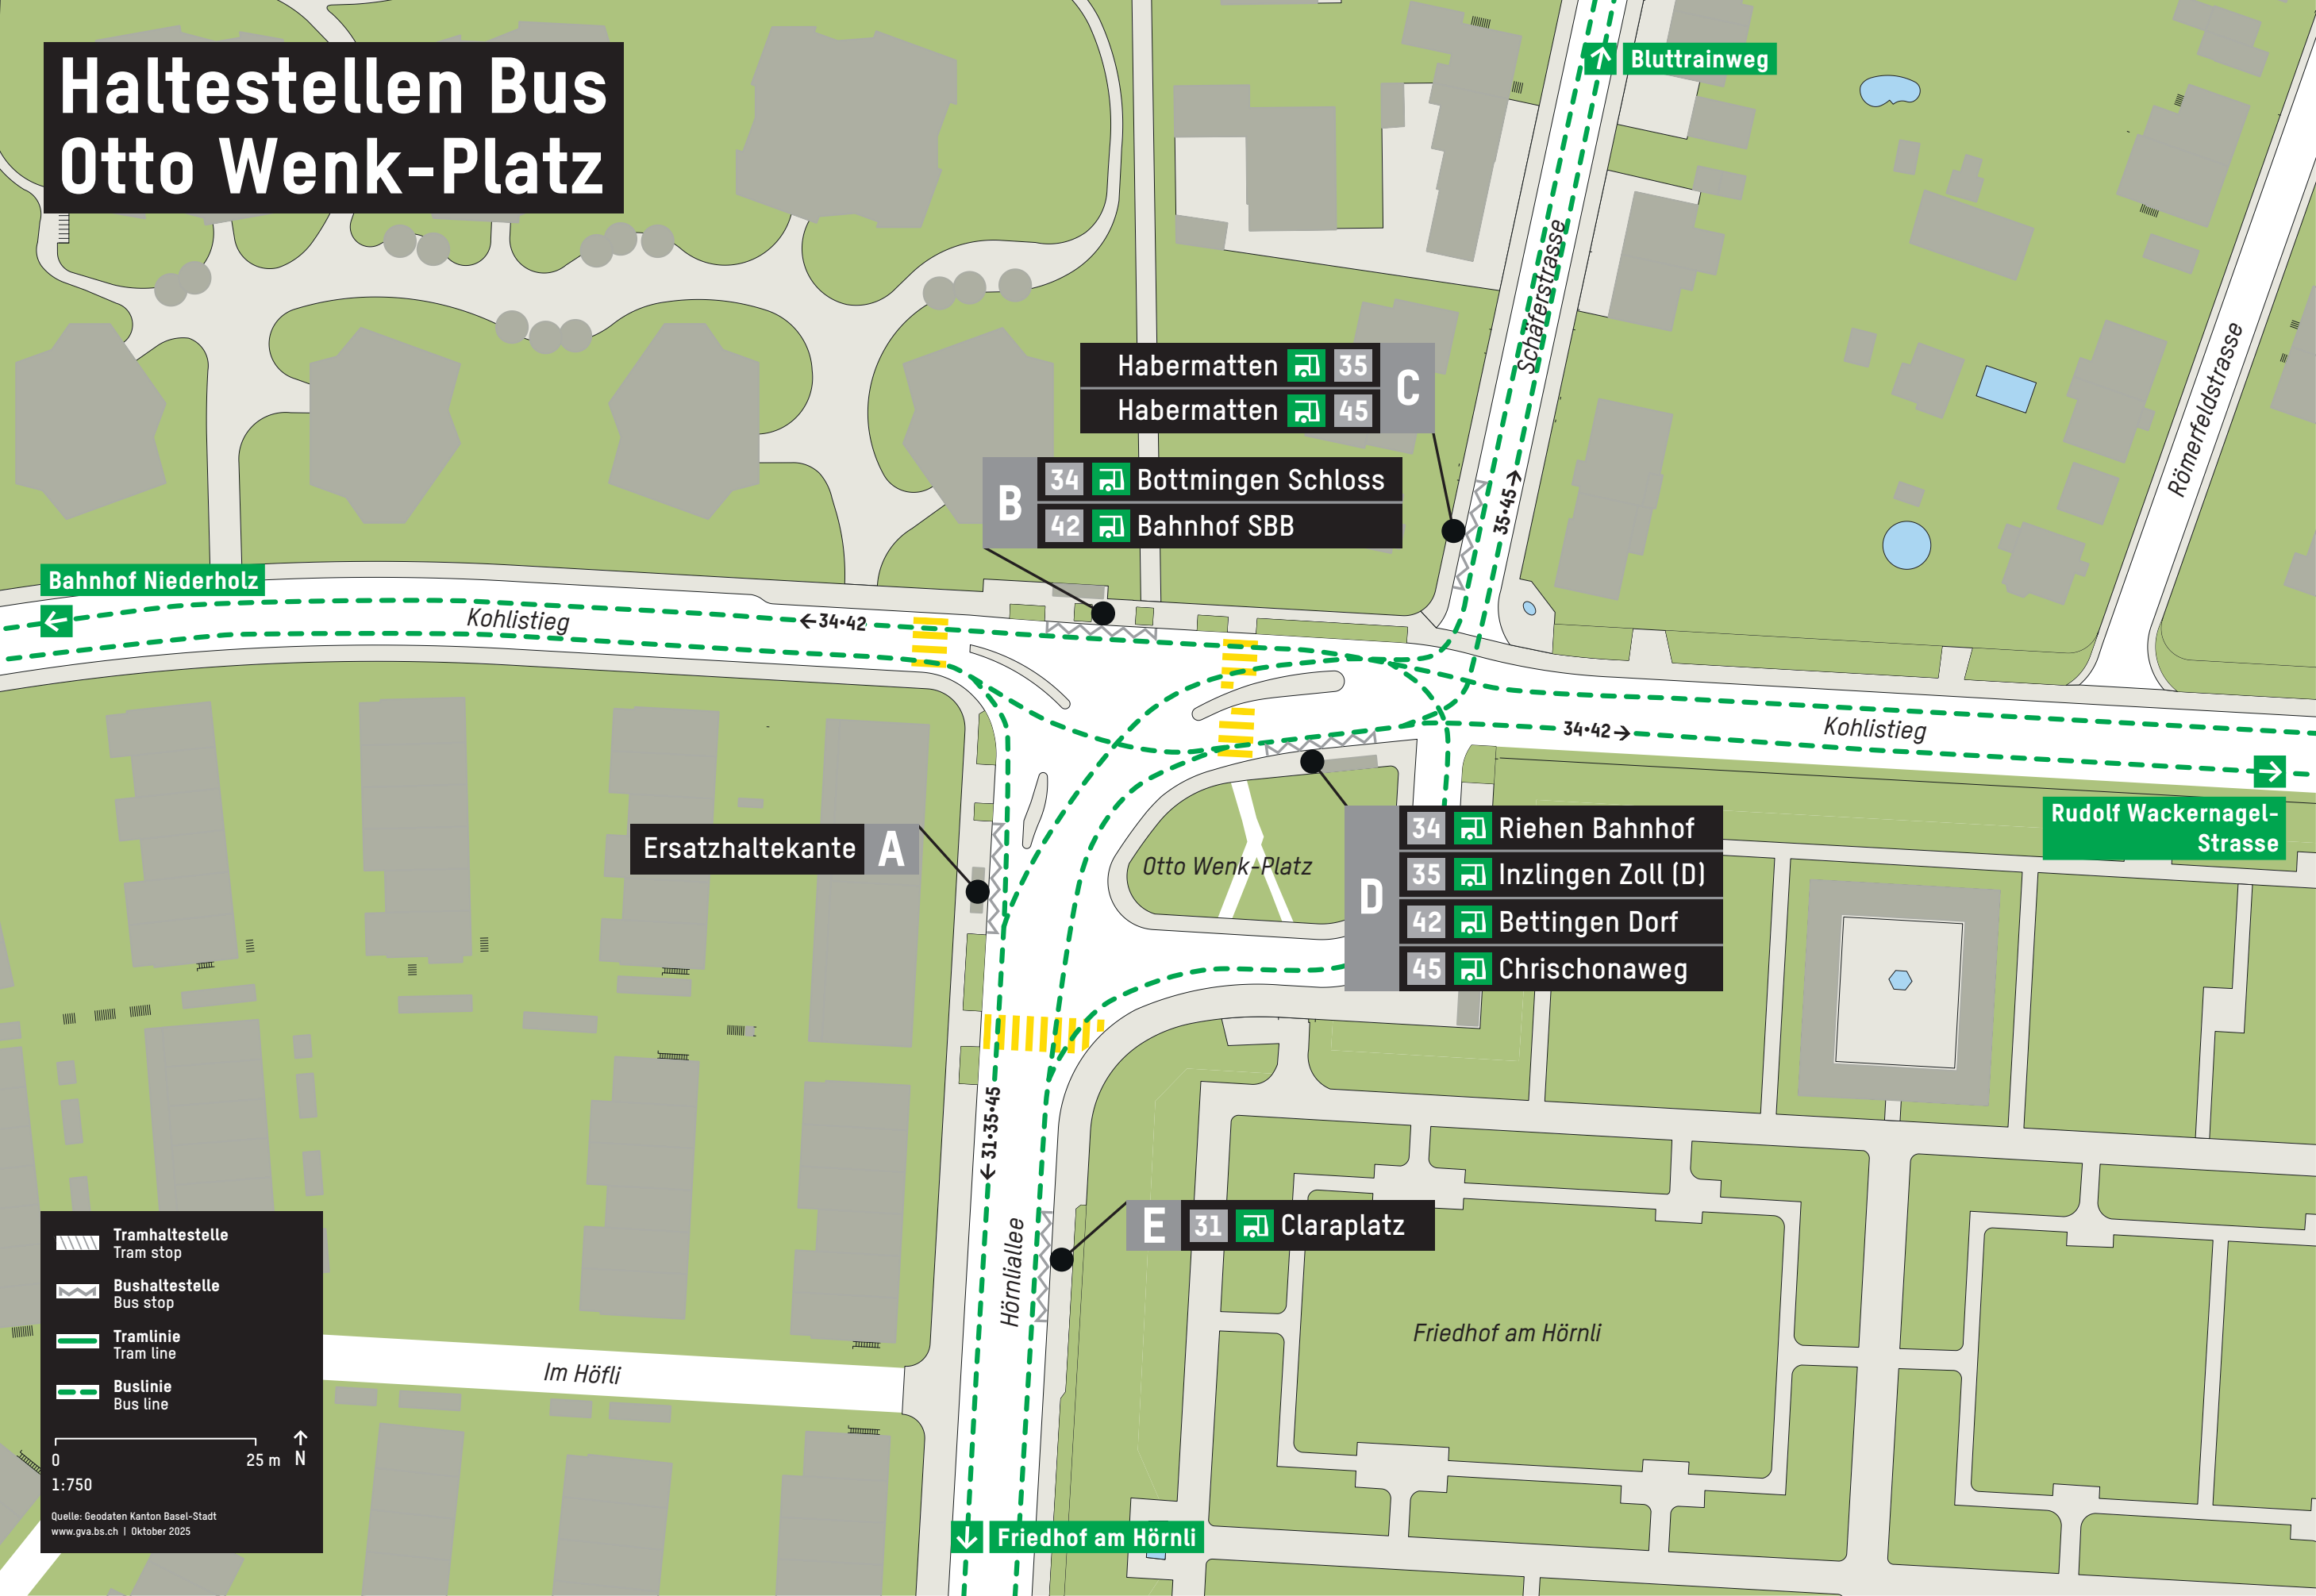 Haltestellen Bus
Otto Wenk-Platz
Bluttrainweg
Schäferstrasse
Römerfeldstrasse
Habermatten 35
Habermatten 45
C
B
34 Bottmingen Schloss
42 Bahnhof SBB
35•45
Bahnhof Niederholz
Kohlistieg
34•42
34•42
Kohlistieg
Rudolf Wackernagel-
Strasse
Ersatzhaltekante A
Otto Wenk-Platz
D
34 Riehen Bahnhof
35 Inzlingen Zoll (D)
42 Bettingen Dorf
45 Chrischonaweg
31•35•45
Hörnliallee
E 31 Claraplatz
Friedhof am Hörnli
Im Höfli
Friedhof am Hörnli
Tramhaltestelle
Tram stop
Bushaltestelle
Bus stop
Tramlinie
Tram line
Buslinie
Bus line
0 25 m N
1:750
Quelle: Geodaten Kanton Basel-Stadt
www.gva.bs.ch | Oktober 2025